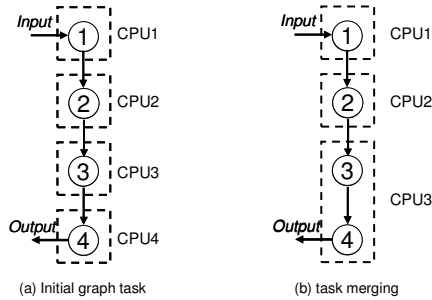 Input
1
CPU1
2
CPU2
3
CPU3
Output
4
CPU4
(a) Initial graph task
Input
1
CPU1
2
CPU2
3
CPU3
Output
4
(b) task merging